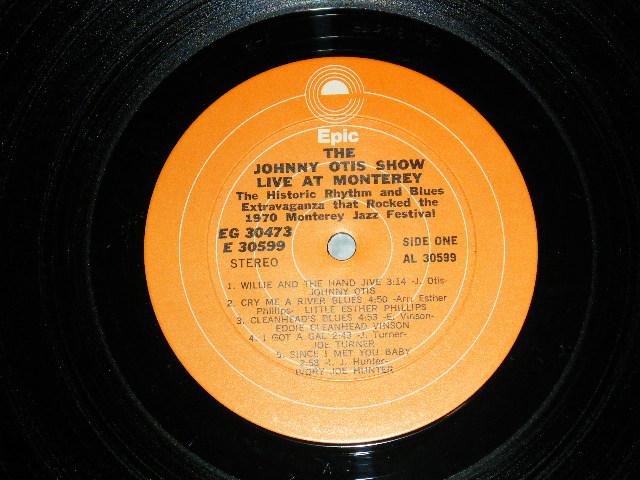 Epic
THE
JOHNNY OTIS SHOW
LIVE AT MONTEREY
The Historic Rhythm and Blues
Extravaganza that Rocked the
1970 Monterey Jazz Festival
EG 30473
E 30599
STEREO
SIDE ONE
AL 30599
1. WILLIE AND THE HAND JIVE 3:14 -J. Otis-
JOHNNY OTIS
2. CRY ME A RIVER BLUES 4:50 -Arr. Esther
Phillips- LITTLE ESTHER PHILLIPS
3. CLEANHEAD'S BLUES 4:53 -E. Vinson-
EDDIE CLEANHEAD VINSON
4. I GOT A GAL 2:43 -J. Turner-
JOE TURNER
5. SINCE I MET YOU BABY
2:58 -I. J. Hunter-
IVORY JOE HUNTER